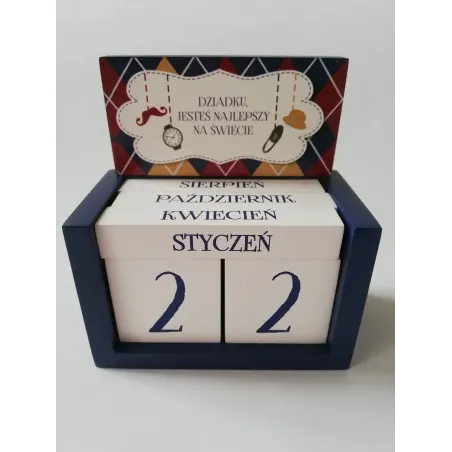 DZIADKU,
JESTEŚ NAJLEPSZY
NA ŚWIECIE
SIERPIEŃ
PAŹDZIERNIK
KWIECIEŃ
STYCZEŃ
2 2